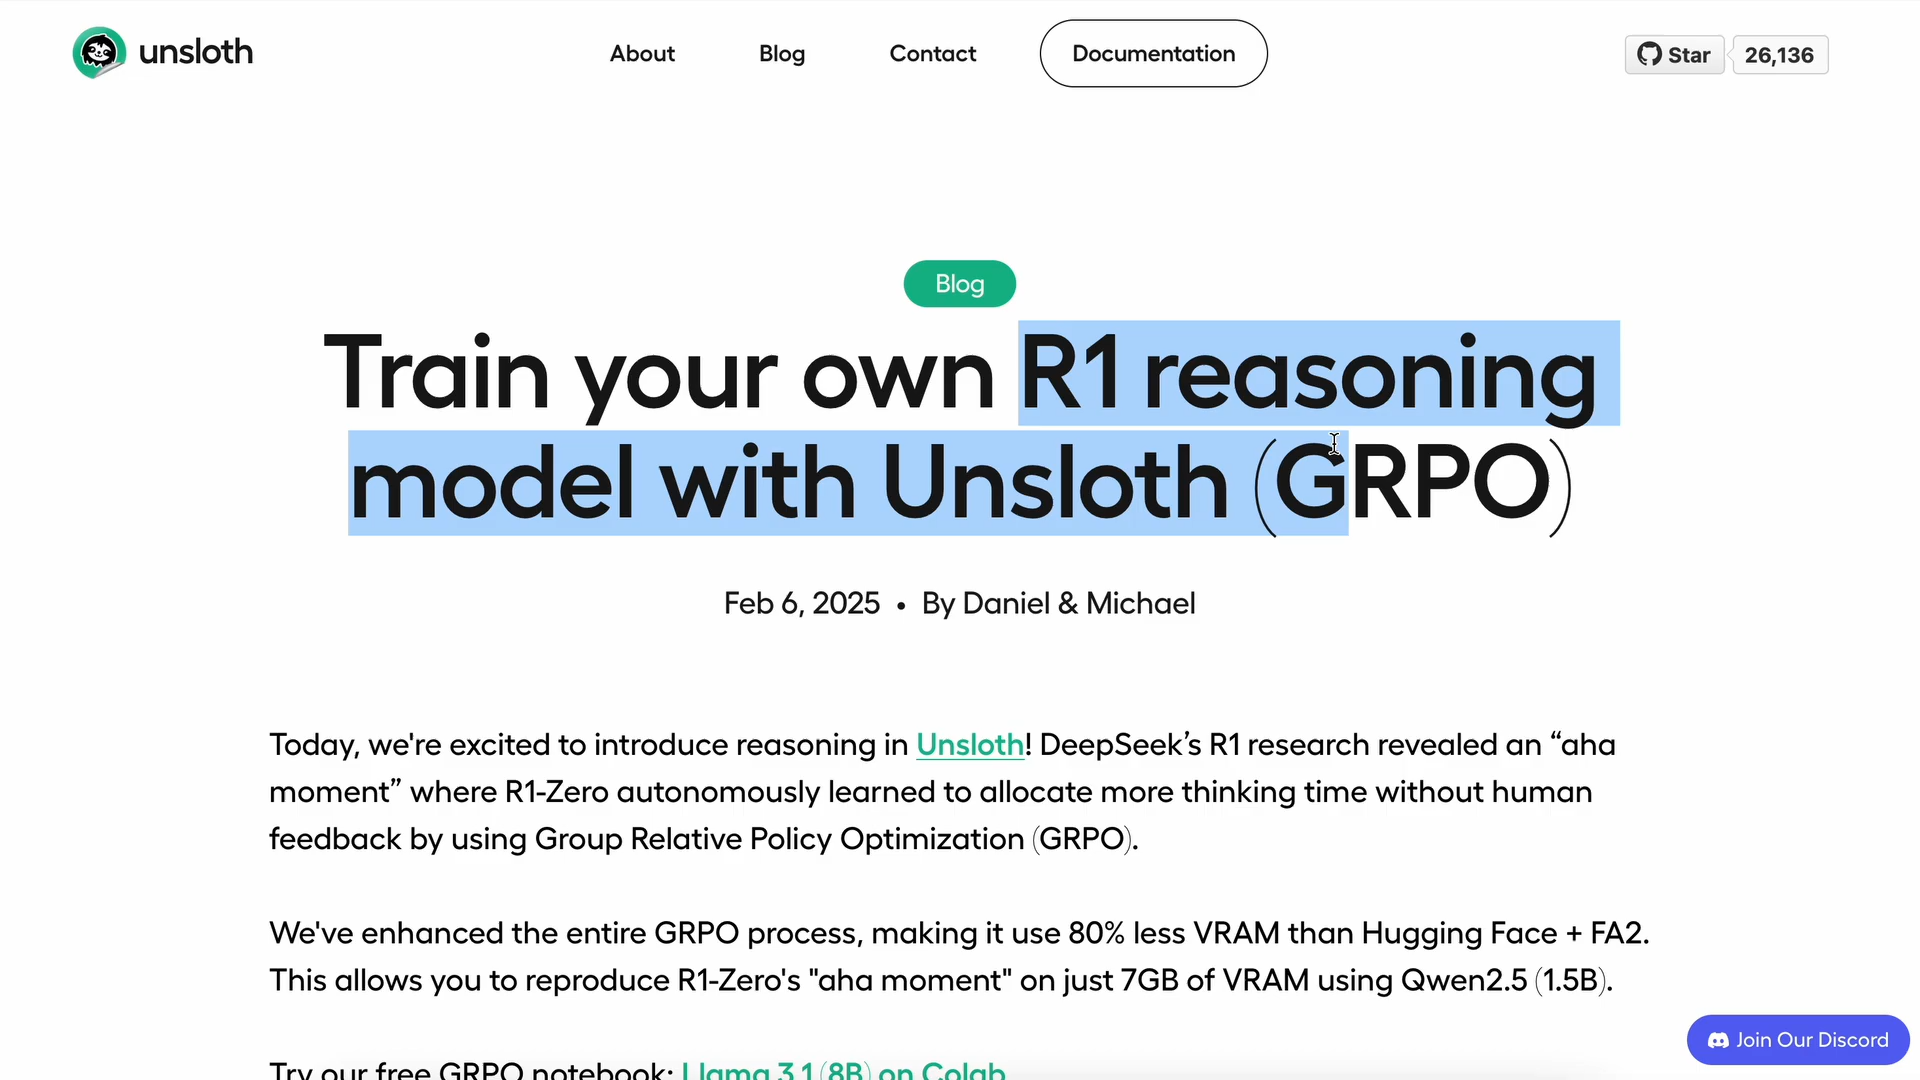 unsloth
About
Blog
Contact
Documentation
Star
26,136
Blog
Train your own R1 reasoning
model with Unsloth (GRPO)
Feb 6, 2025 • By Daniel & Michael
Today, we're excited to introduce reasoning in Unsloth! DeepSeek’s R1 research revealed an “aha
moment” where R1-Zero autonomously learned to allocate more thinking time without human
feedback by using Group Relative Policy Optimization (GRPO).
We've enhanced the entire GRPO process, making it use 80% less VRAM than Hugging Face + FA2.
This allows you to reproduce R1-Zero's "aha moment" on just 7GB of VRAM using Qwen2.5 (1.5B).
Try our free GRPO notebook: Llama 3.1 (8B) on Colab
Join Our Discord